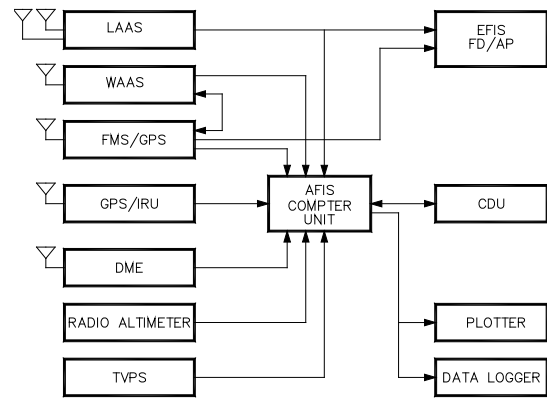 LAAS
EFIS
FD/AP
WAAS
FMS/GPS
AFIS
COMPTER
UNIT
GPS/IRU
CDU
DME
RADIO ALTIMETER
PLOTTER
TVPS
DATA LOGGER